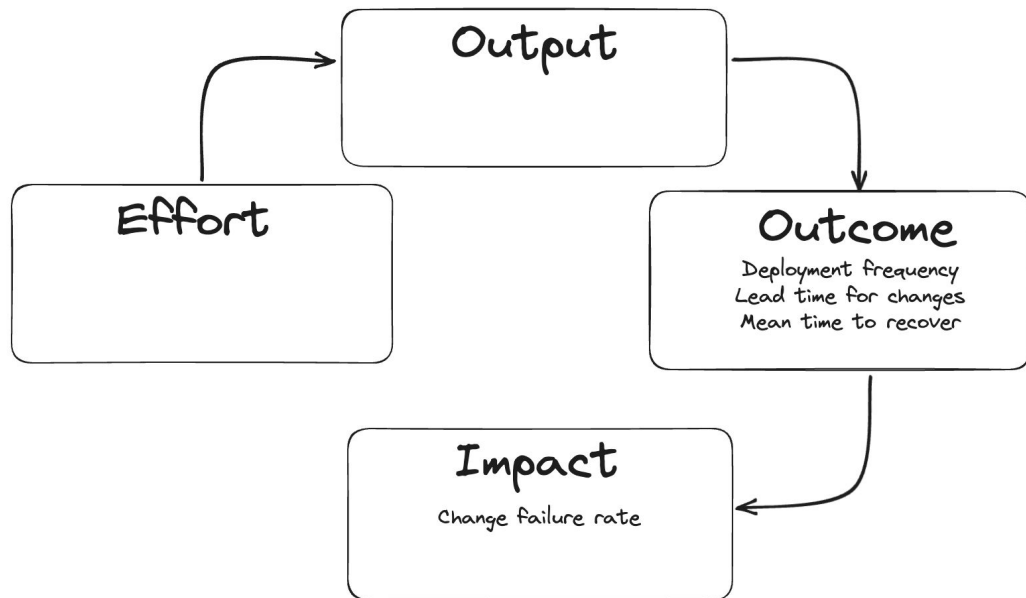 Output
Effort
Outcome
Deployment frequency
Lead time for changes
Mean time to recover
Impact
Change failure rate